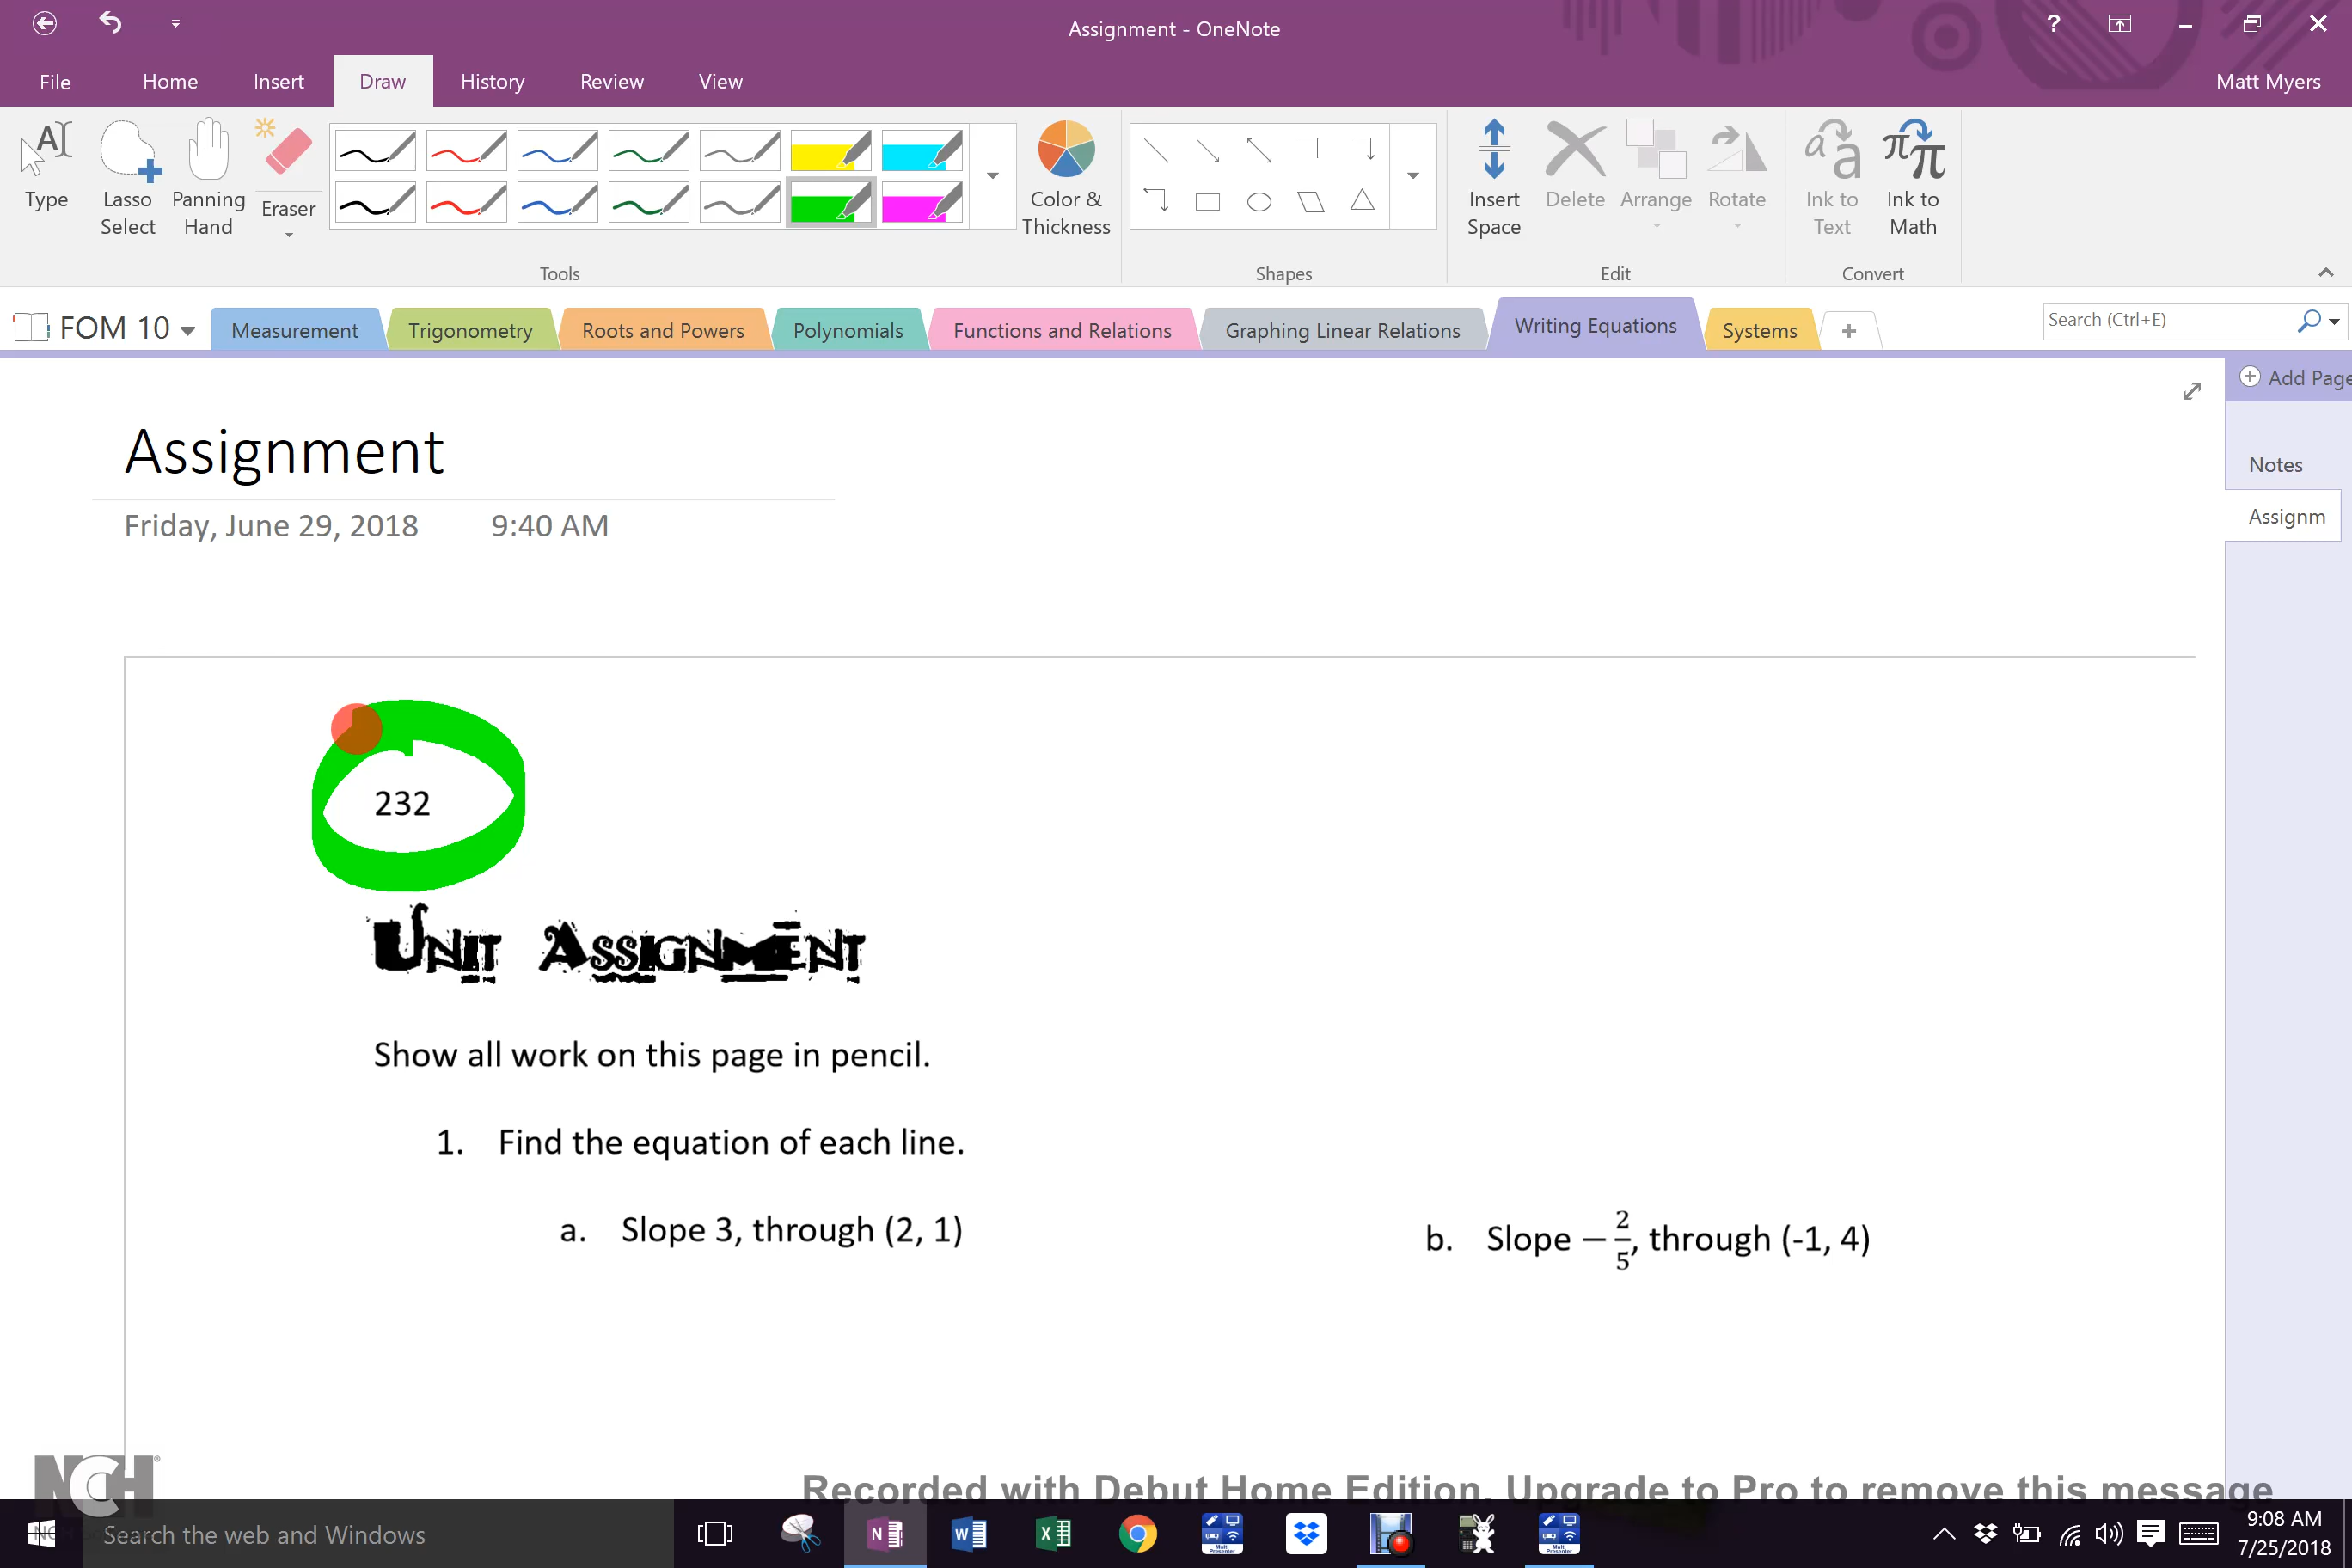 Assignment - OneNote
?
File Home Insert Draw History Review View Matt Myers
Type
Lasso Select
Panning Hand
Eraser
Color & Thickness
Insert Space
Delete
Arrange
Rotate
Ink to Text
Ink to Math
Tools Shapes Edit Convert
FOM 10 Measurement Trigonometry Roots and Powers Polynomials Functions and Relations Graphing Linear Relations Writing Equations Systems + Search (Ctrl+E)
Add Page
Notes
Assignm
Assignment
Friday, June 29, 2018 9:40 AM
232
Unit Assignment
Show all work on this page in pencil.
1. Find the equation of each line.
a. Slope 3, through (2, 1)
b. Slope −2/5, through (-1, 4)
NCH
Recorded with Debut Home Edition. Upgrade to Pro to remove this message
Search the web and Windows
9:08 AM
7/25/2018